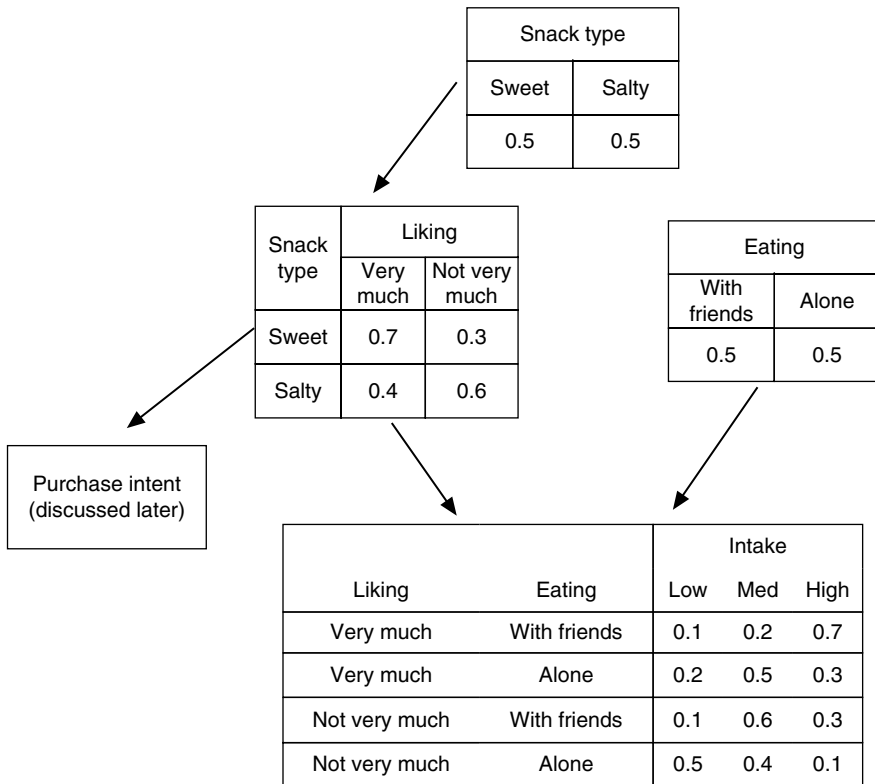 Snack type
Sweet Salty
0.5 0.5
Snack
type
Liking
Very
much
Not very
much
Sweet 0.7 0.3
Salty 0.4 0.6
Eating
With
friends
Alone
0.5 0.5
Purchase intent
(discussed later)
Intake
Liking Eating Low Med High
Very much With friends 0.1 0.2 0.7
Very much Alone 0.2 0.5 0.3
Not very much With friends 0.1 0.6 0.3
Not very much Alone 0.5 0.4 0.1